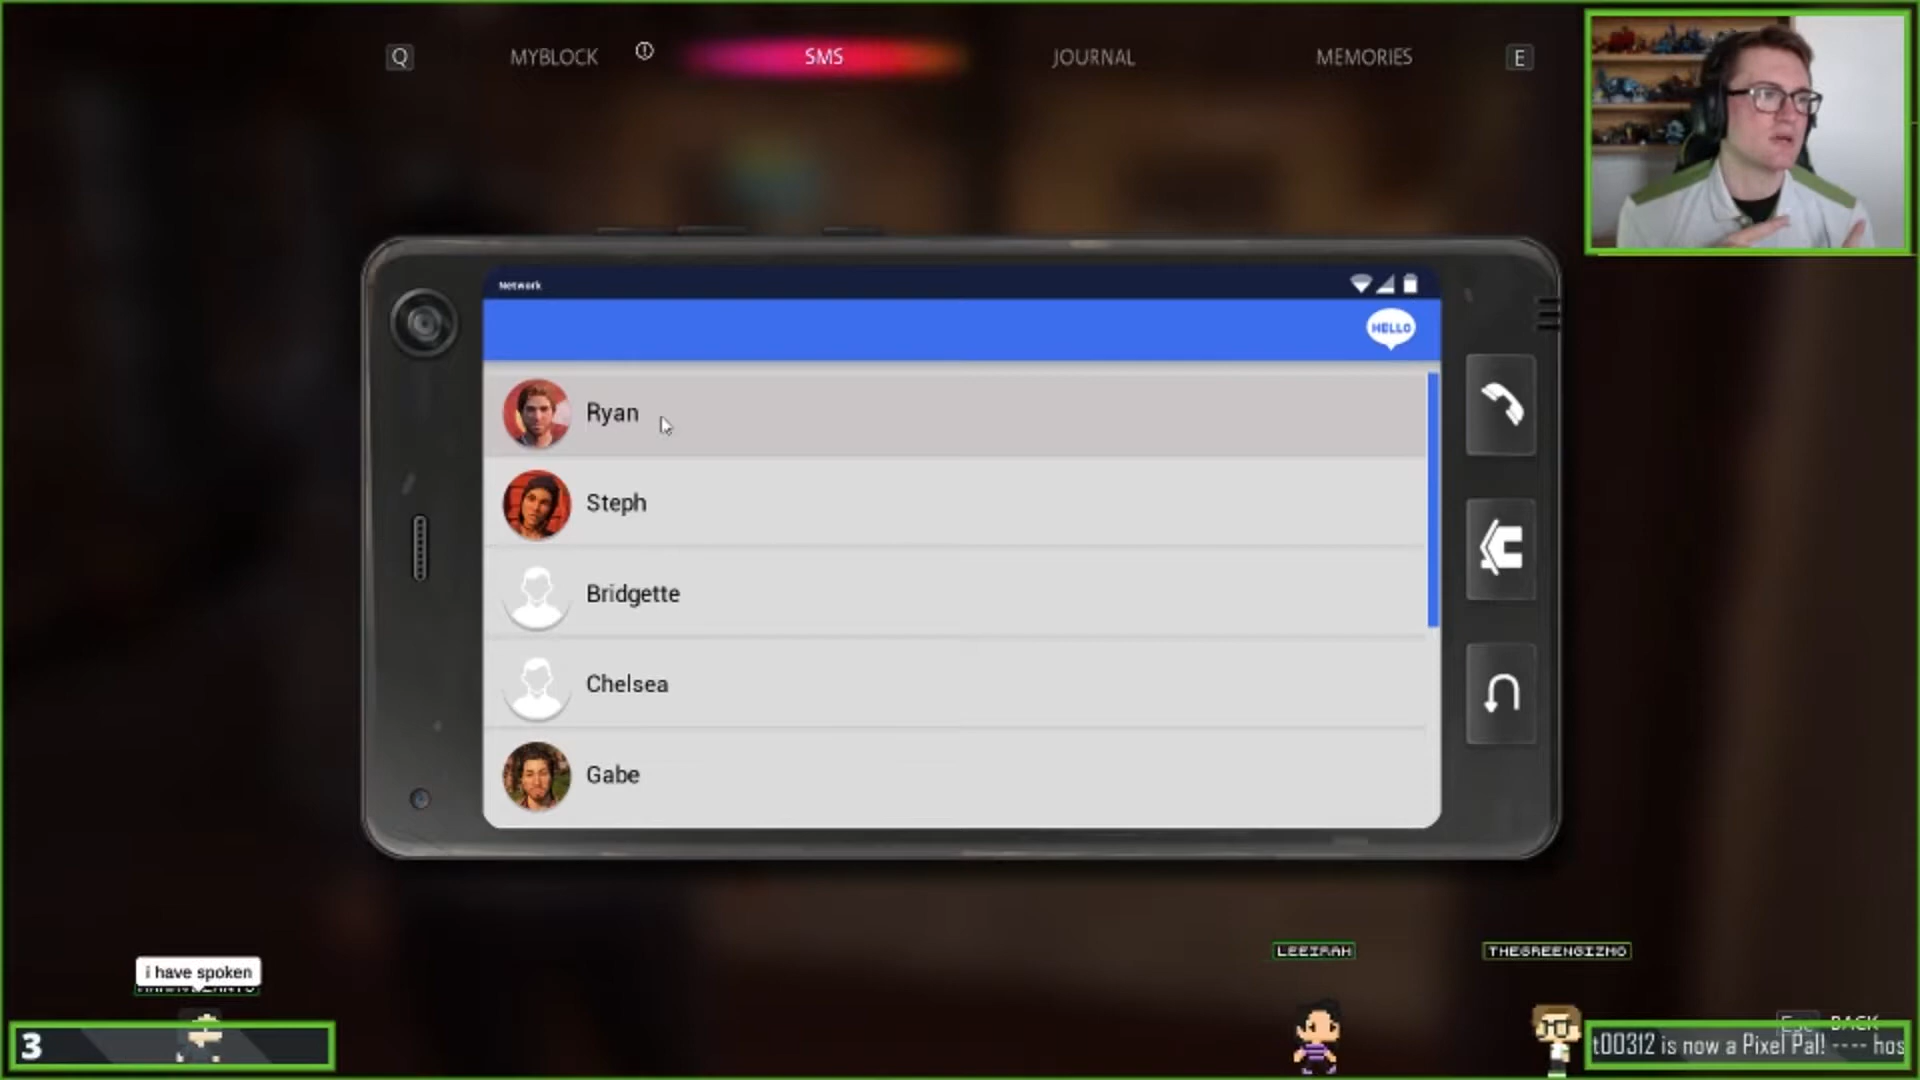 Q MYBLOCK SMS JOURNAL MEMORIES E
Network
HELLO
Ryan
Steph
Bridgette
Chelsea
Gabe
LEEIRAH THEGREENGIZMO
i have spoken
Esc BACK
3
t00312 is now a Pixel Pal! ---- hos